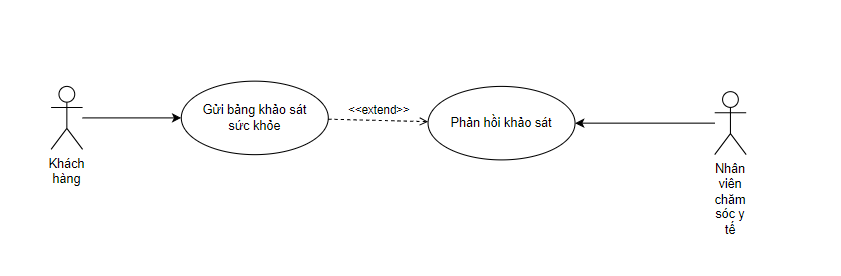 Gửi bảng khảo sát
sức khỏe
<<extend>>
Phản hồi khảo sát
Khách
hàng
Nhân
viên
chăm
sóc y
tế